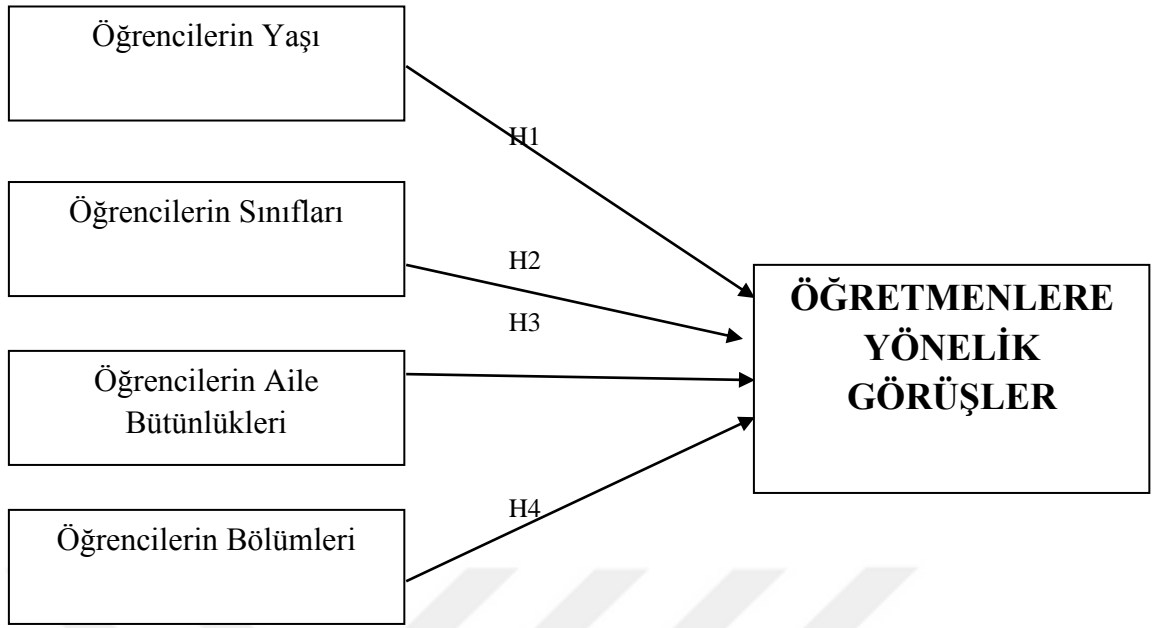 Öğrencilerin Yaşı
H1
Öğrencilerin Sınıfları
H2
H3
Öğrencilerin Aile
Bütünlükleri
H4
Öğrencilerin Bölümleri
ÖĞRETMENLERE
YÖNELİK
GÖRÜŞLER